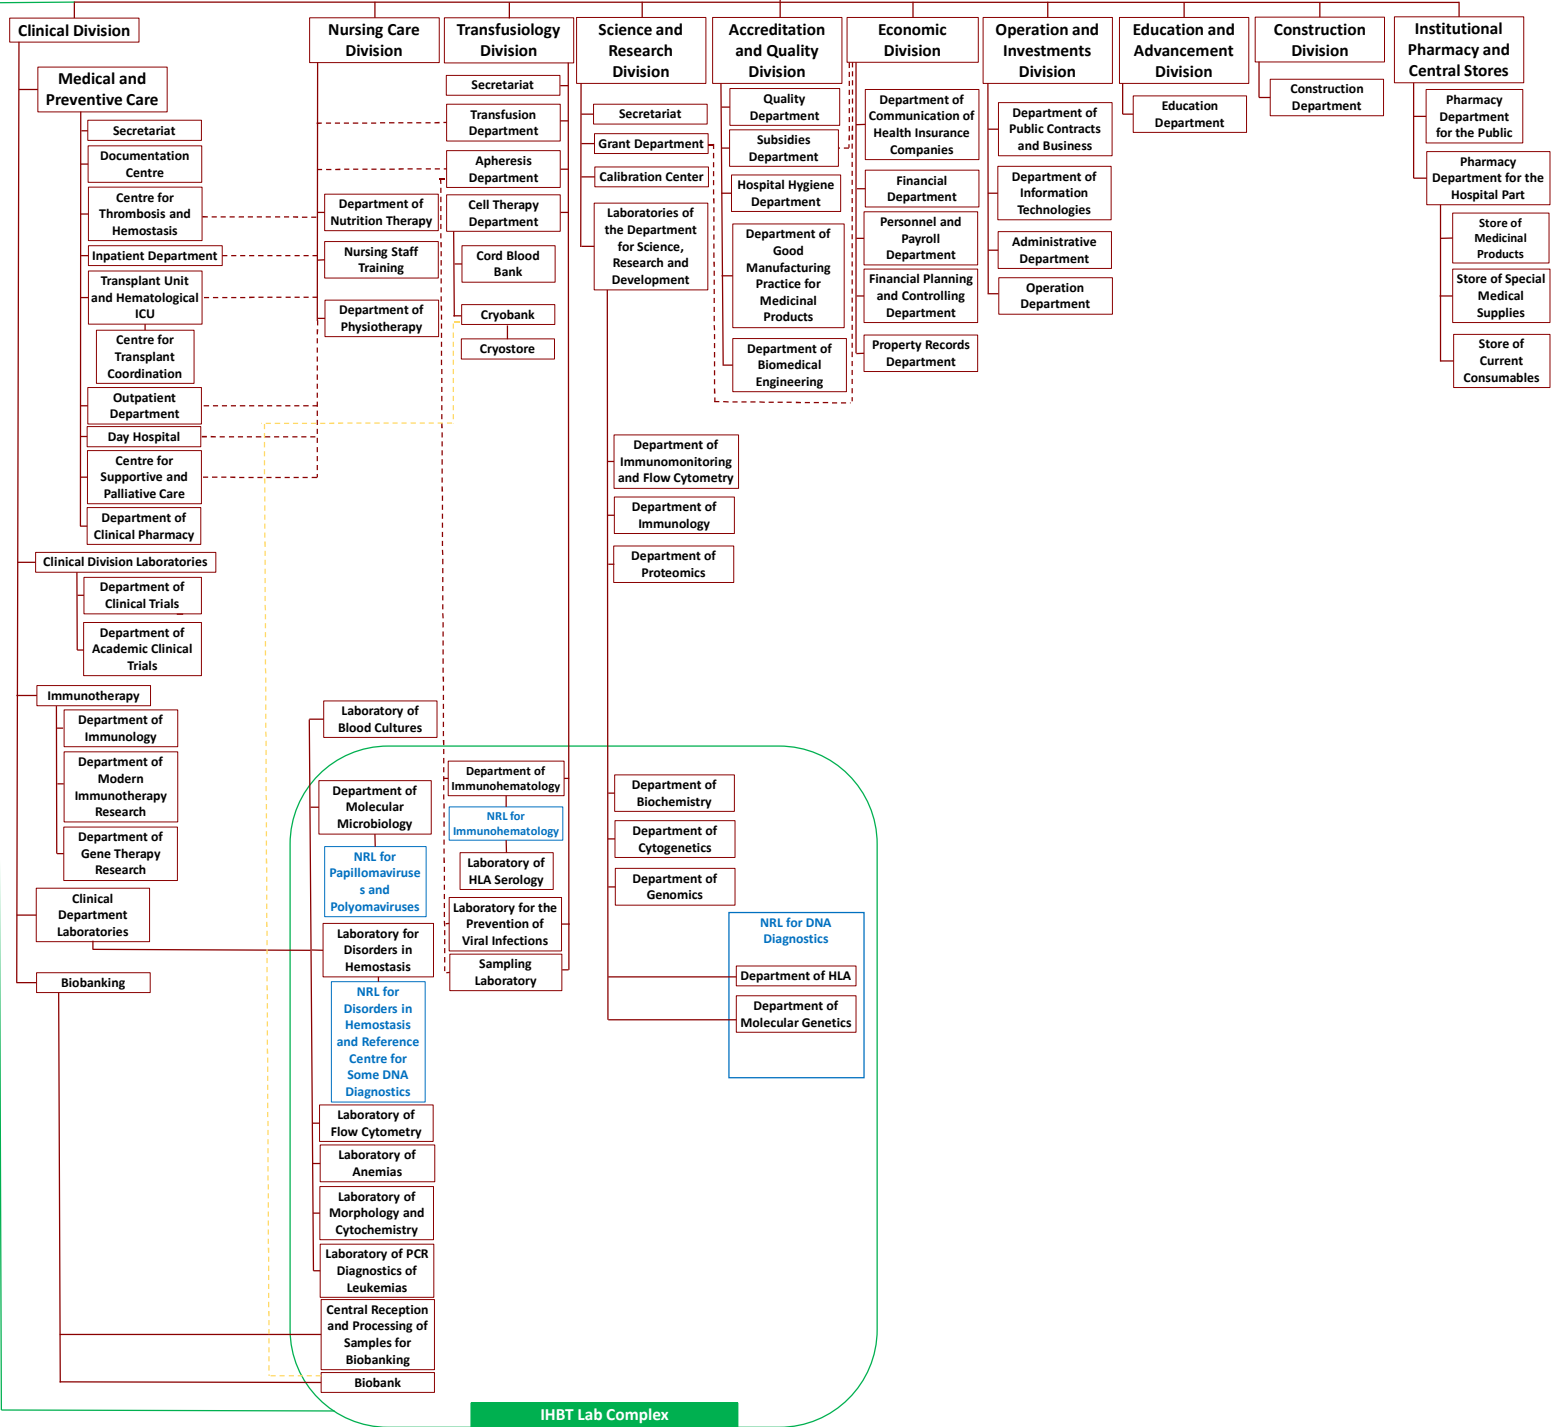 Clinical Division
Medical and
Preventive Care
Secretariat
Documentation
Centre
Centre for
Thrombosis and
Hemostasis
Inpatient Department
Transplant Unit
and Hematological
ICU
Centre for
Transplant
Coordination
Outpatient
Department
Day Hospital
Centre for
Supportive and
Palliative Care
Department of
Clinical Pharmacy
Clinical Division Laboratories
Department of
Clinical Trials
Department of
Academic Clinical
Trials
Immunotherapy
Department of
Immunology
Department of
Modern
Immunotherapy
Research
Department of
Gene Therapy
Research
Clinical
Department
Laboratories
Biobanking
Nursing Care
Division
Department of
Nutrition Therapy
Nursing Staff
Training
Department of
Physiotherapy
Laboratory of
Blood Cultures
Department of
Molecular
Microbiology
NRL for
Papillomaviruse
s and
Polyomaviruses
Laboratory for
Disorders in
Hemostasis
NRL for
Disorders in
Hemostasis
and Reference
Centre for
Some DNA
Diagnostics
Laboratory of
Flow Cytometry
Laboratory of
Anemias
Laboratory of
Morphology and
Cytochemistry
Laboratory of PCR
Diagnostics of
Leukemias
Central Reception
and Processing of
Samples for
Biobanking
Biobank
Transfusiology
Division
Secretariat
Transfusion
Department
Apheresis
Department
Cell Therapy
Department
Cord Blood
Bank
Cryobank
Cryostore
Department of
Immunohematology
NRL for
Immunohematology
Laboratory of
HLA Serology
Laboratory for the
Prevention of
Viral Infections
Sampling
Laboratory
Science and
Research
Division
Secretariat
Grant Department
Calibration Center
Laboratories of
the Department
for Science,
Research and
Development
Department of
Immunomonitoring
and Flow Cytometry
Department of
Immunology
Department of
Proteomics
Department of
Biochemistry
Department of
Cytogenetics
Department of
Genomics
NRL for DNA
Diagnostics
Department of HLA
Department of
Molecular Genetics
Accreditation
and Quality
Division
Quality
Department
Subsidies
Department
Hospital Hygiene
Department
Department of
Good
Manufacturing
Practice for
Medicinal
Products
Department of
Biomedical
Engineering
Economic
Division
Department of
Communication of
Health Insurance
Companies
Financial
Department
Personnel and
Payroll
Department
Financial Planning
and Controlling
Department
Property Records
Department
Operation and
Investments
Division
Department of
Public Contracts
and Business
Department of
Information
Technologies
Administrative
Department
Operation
Department
Education and
Advancement
Division
Education
Department
Construction
Division
Construction
Department
Institutional
Pharmacy and
Central Stores
Pharmacy
Department
for the Public
Pharmacy
Department for the
Hospital Part
Store of
Medicinal
Products
Store of Special
Medical
Supplies
Store of
Current
Consumables
IHBT Lab Complex